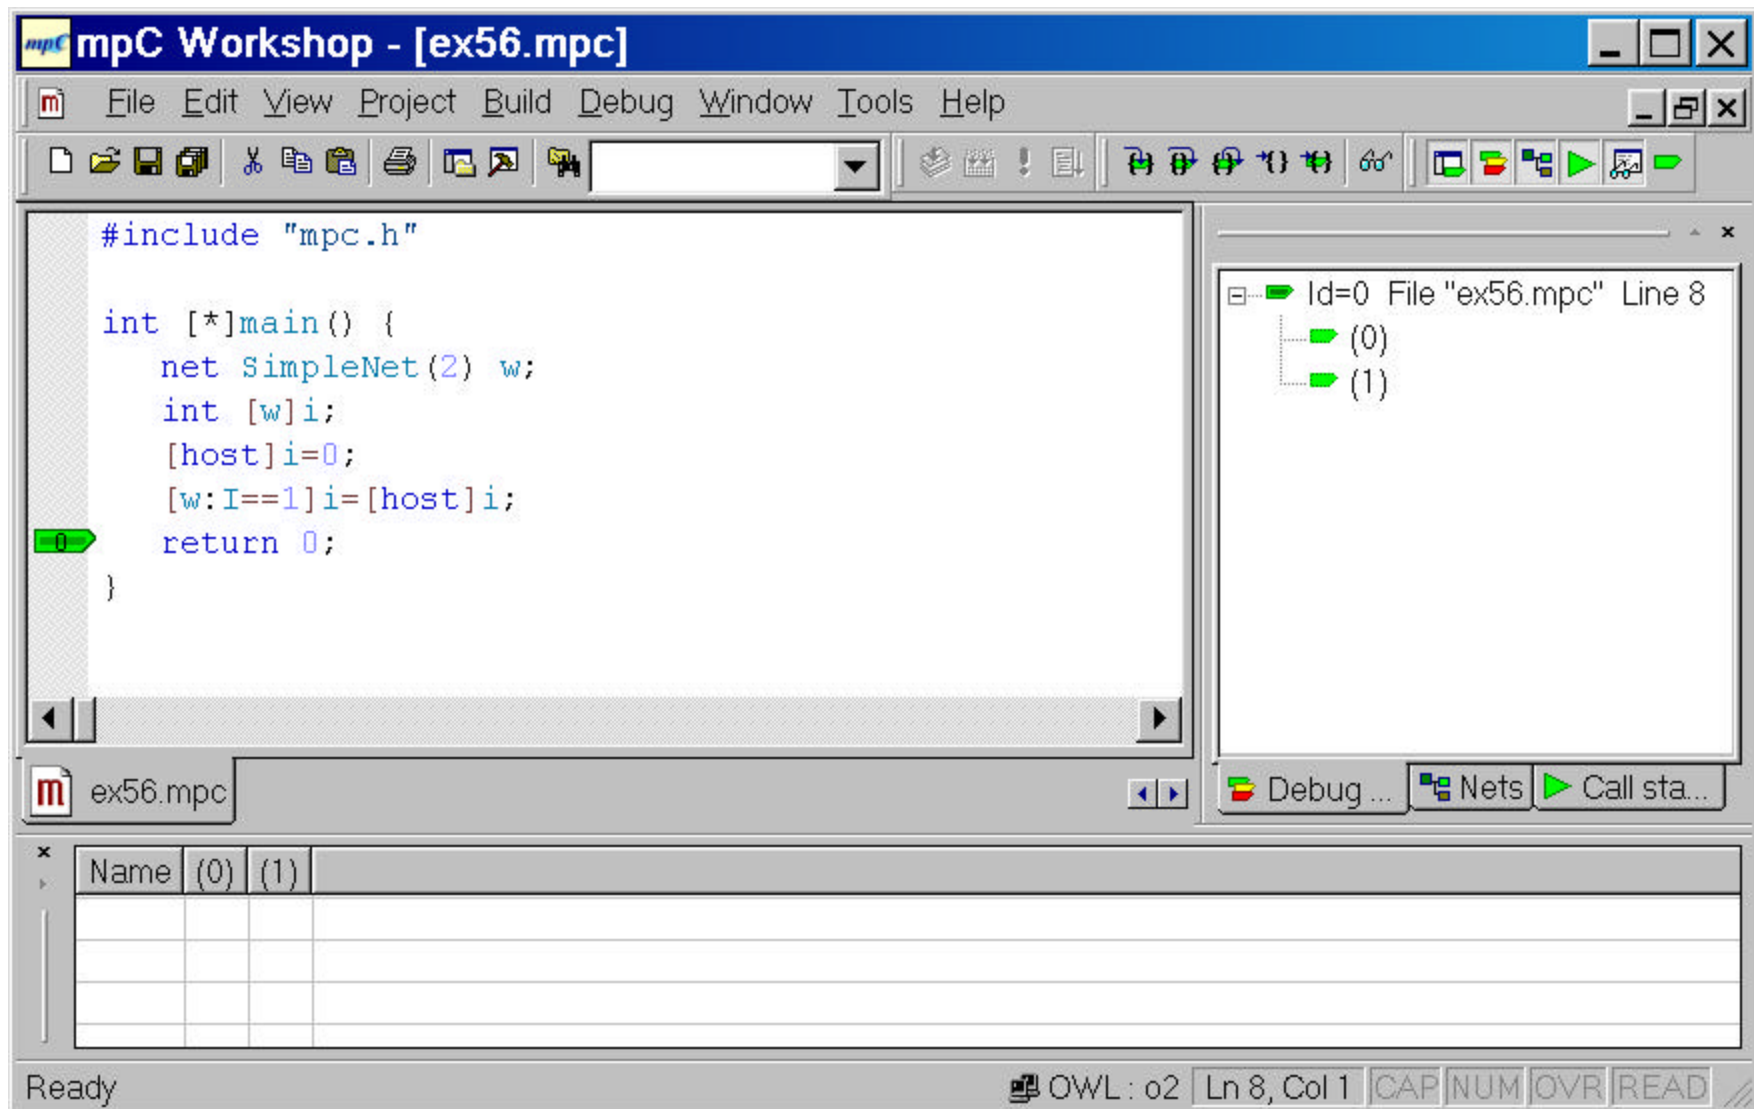 mpC mpC Workshop - [ex56.mpc]
m File Edit View Project Build Debug Window Tools Help
#include "mpc.h"
int [*]main() {
net SimpleNet(2) w;
int [w]i;
[host]i=0;
[w:I==1]i=[host]i;
0 return 0;
}
Id=0 File "ex56.mpc" Line 8
(0)
(1)
m ex56.mpc
Debug ... Nets Call sta...
Name (0) (1)
Ready OWL : o2 Ln 8, Col 1 CAP NUM OVR READ